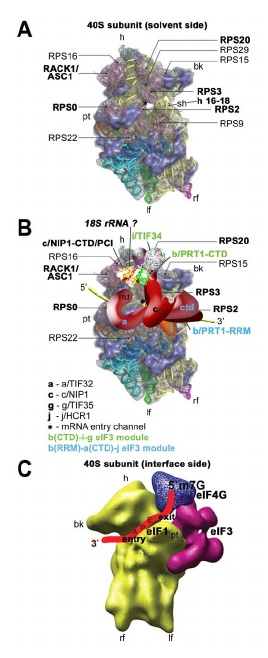 A
40S subunit (solvent side)
h
RPS20
RPS16
RPS29
RPS15
RACK1/
ASC1
bk
RPS3
sh
h 16-18
RPS0
RPS2
pt
RPS9
RPS22
rf
lf
B
18S rRNA ?
i/TIF34
h
c/NIP1-CTD/PCI
RPS20
b/PRT1-CTD
RPS16
RPS15
RACK1/
ASC1
bk
5'
RPS3
RPS0
ctd
RPS2
a
c
3'
pt
b/PRT1-RRM
RPS22
a - a/TIF32
c - c/NIP1
g - g/TIF35
j - j/HCR1
* - mRNA entry channel
b(CTD)-i-g eIF3 module
b(RRM)-a(CTD)-j eIF3 module
rf
lf
C
40S subunit (interface side)
h
5' m7G
eIF4G
bk
E
exit
P
A
eIF1
pt
eIF3
3'
entry
rf
lf